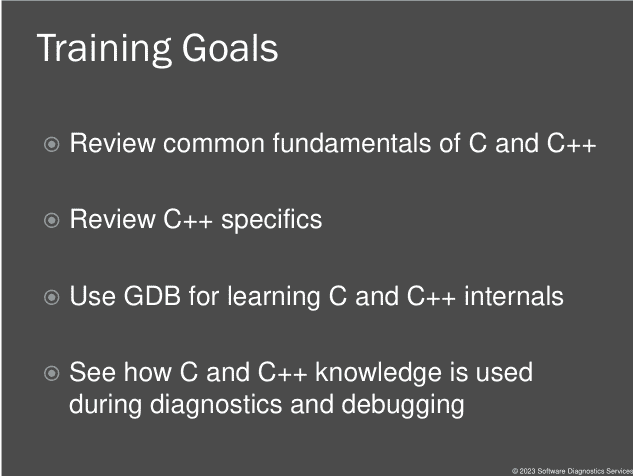 Training Goals
Review common fundamentals of C and C++
Review C++ specifics
Use GDB for learning C and C++ internals
See how C and C++ knowledge is used
during diagnostics and debugging
© 2023 Software Diagnostics Services